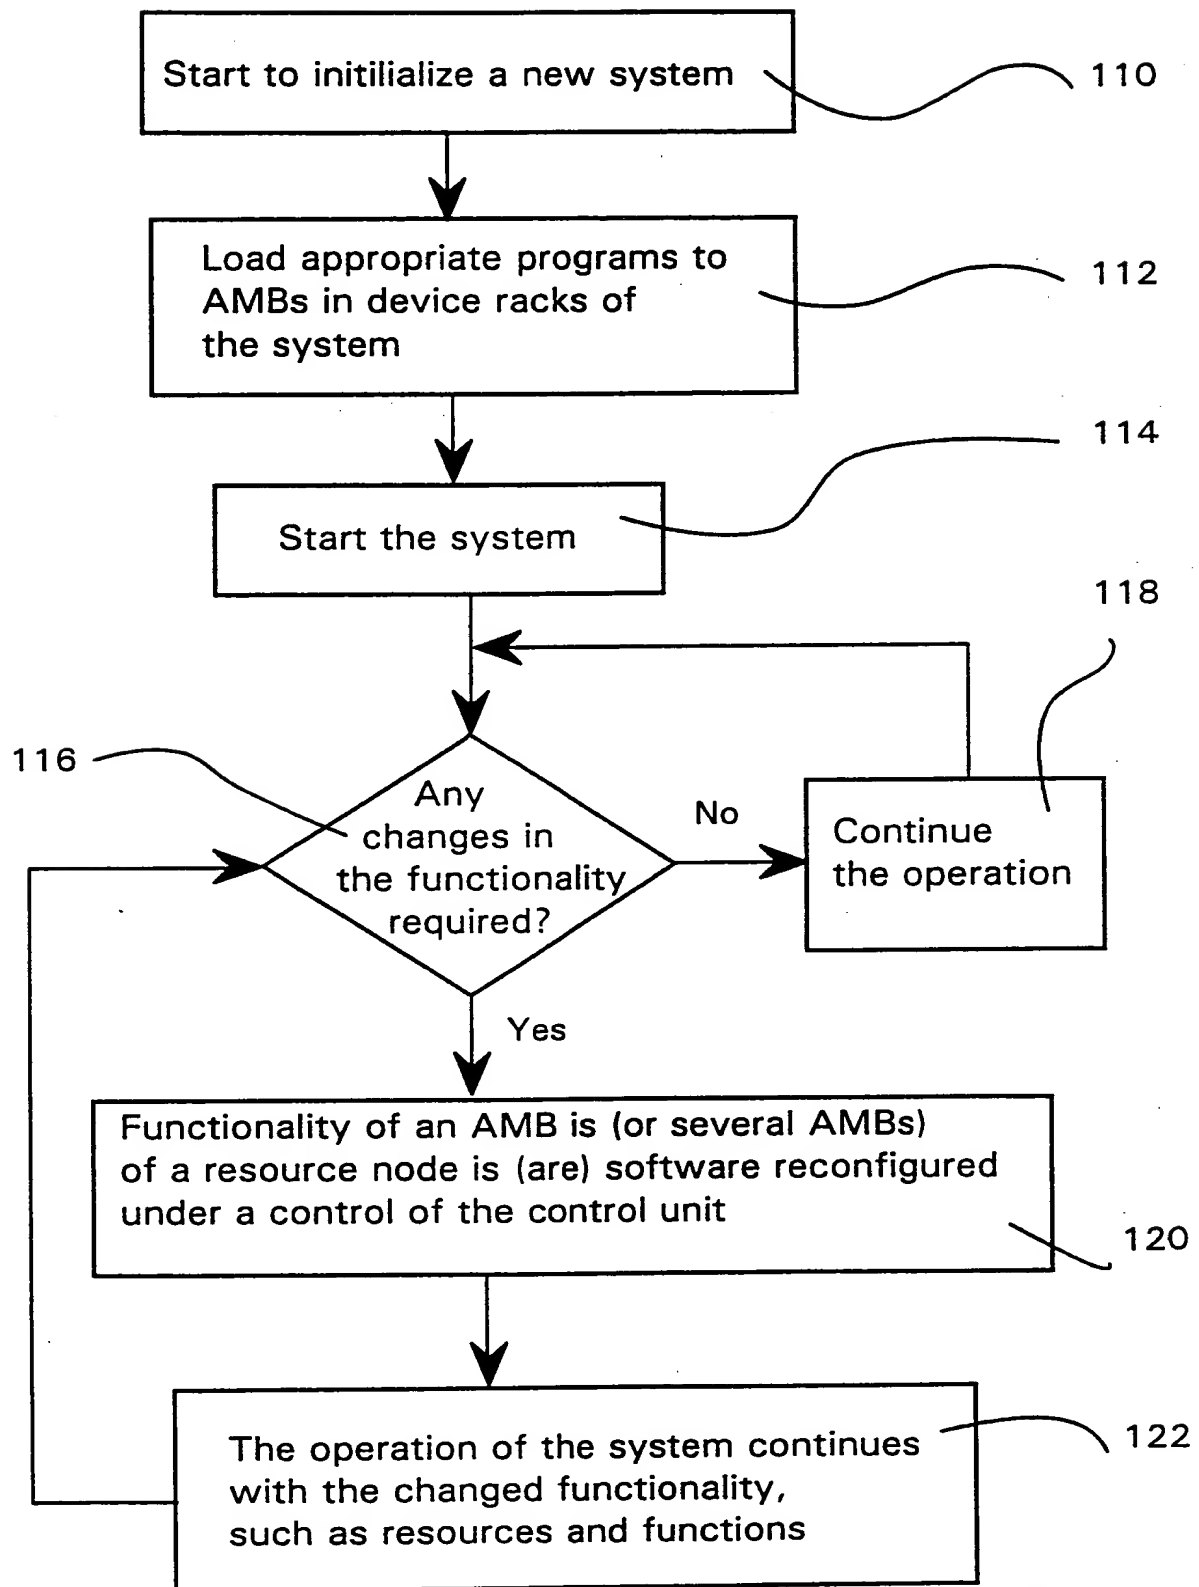 Start to initilialize a new system
110
Load appropriate programs to
AMBs in device racks of
the system
112
114
Start the system
118
116
Any
changes in
the functionality
required?
No
Continue
the operation
Yes
Functionality of an AMB is (or several AMBs)
of a resource node is (are) software reconfigured
under a control of the control unit
120
The operation of the system continues
with the changed functionality,
such as resources and functions
122